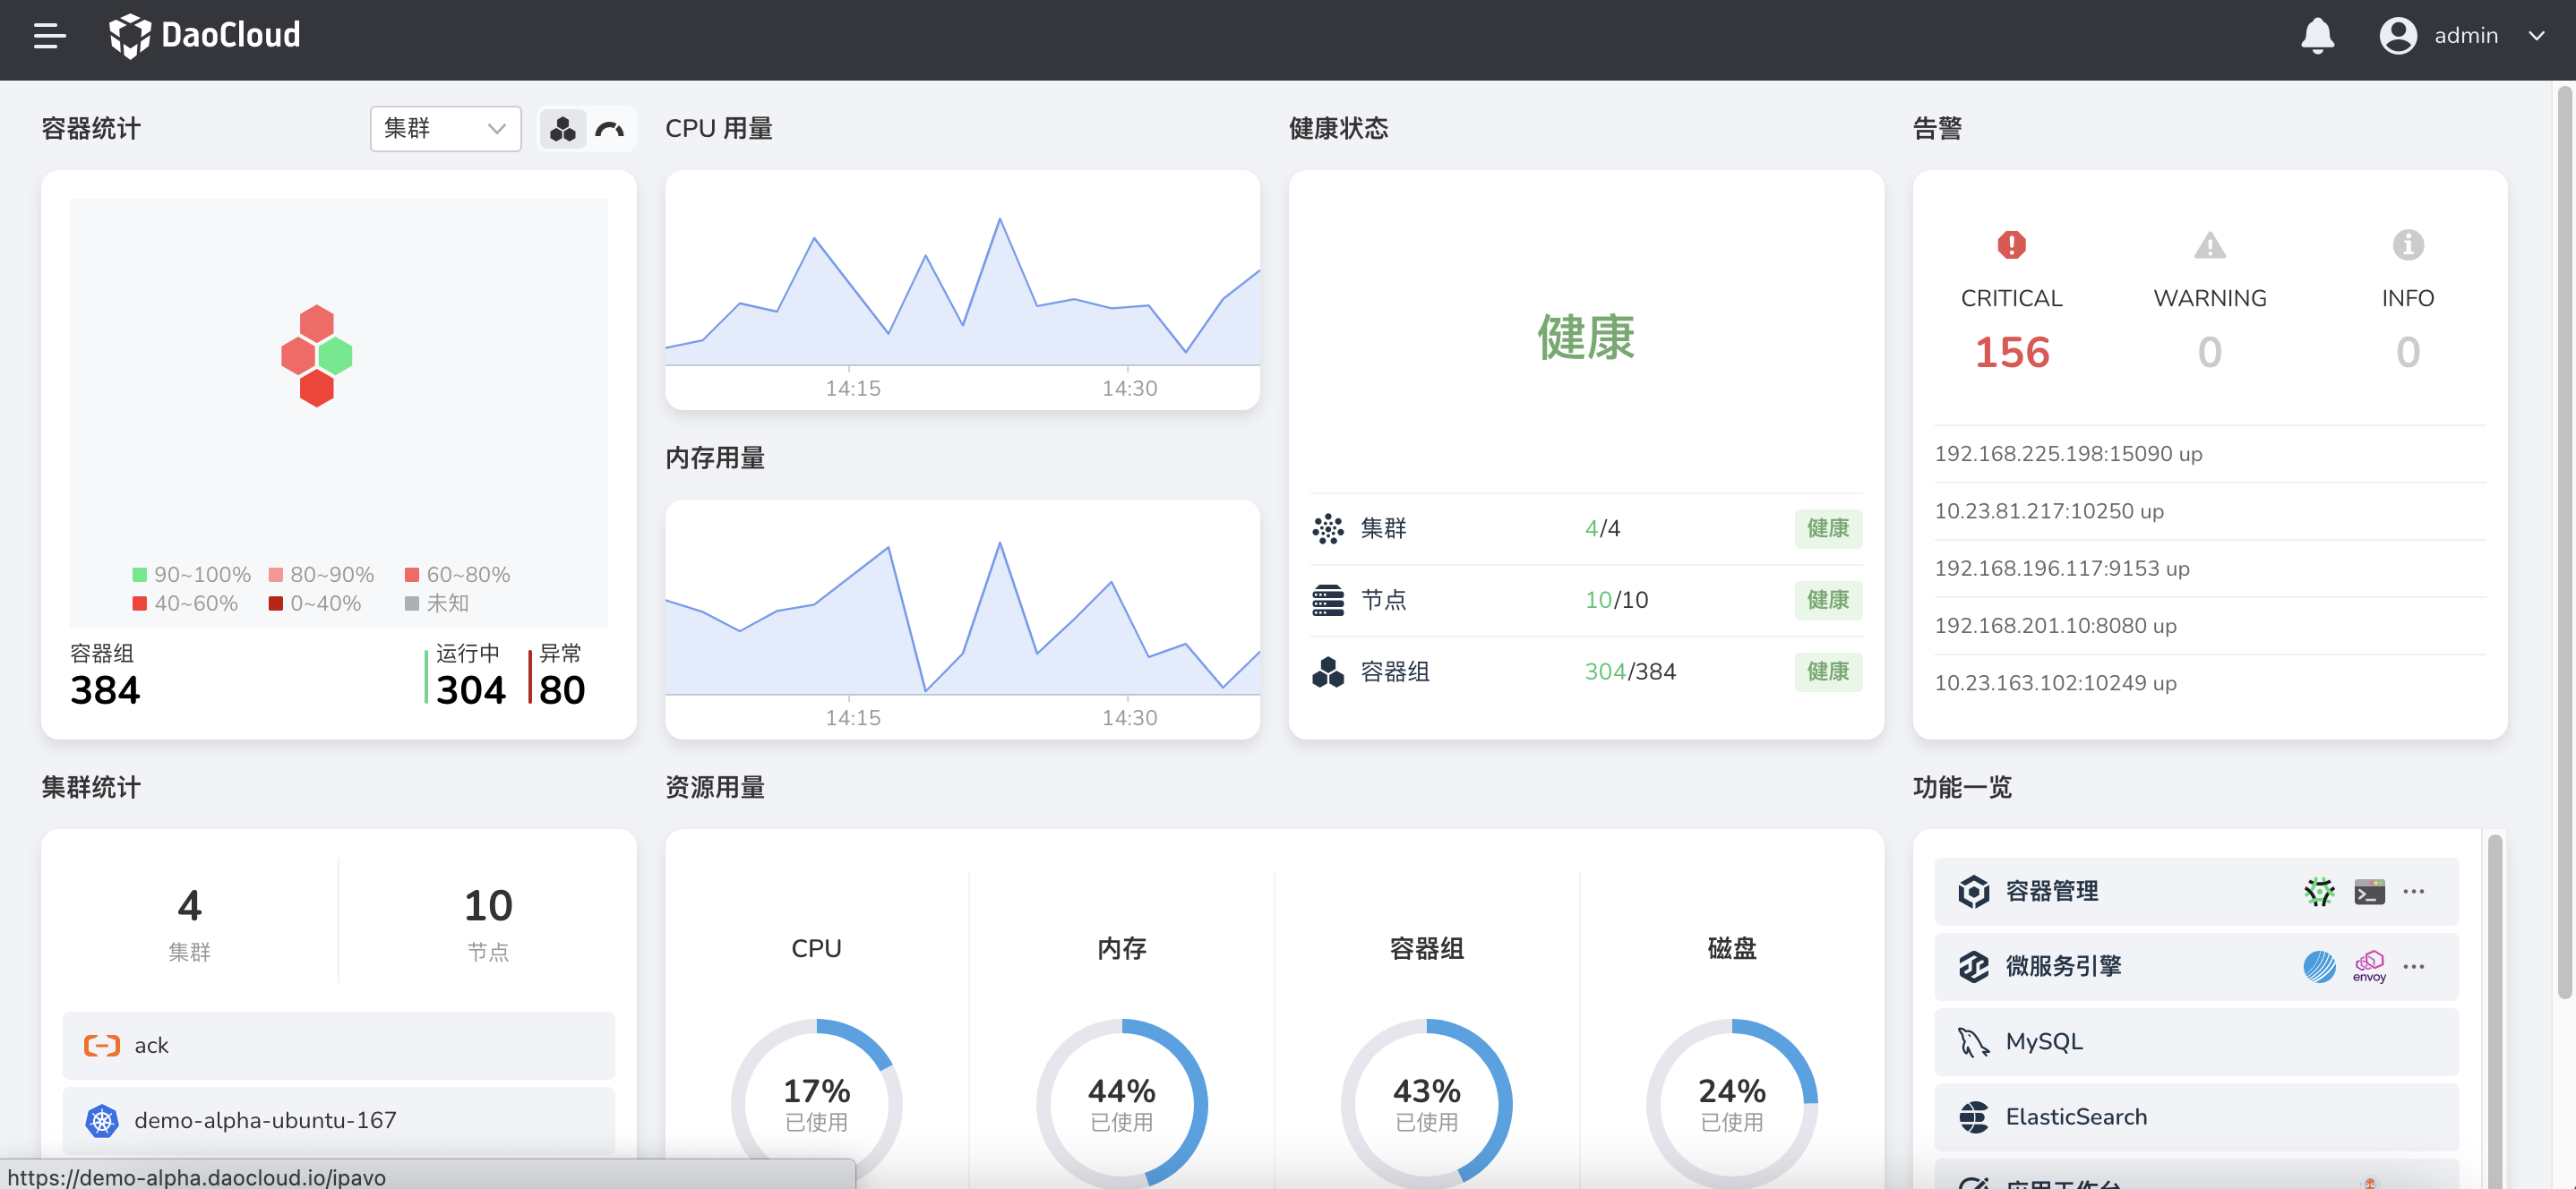 DaoCloud
admin
容器统计
集群
CPU 用量
健康状态
告警
14:15
14:30
内存用量
14:15
14:30
90~100%
80~90%
60~80%
40~60%
0~40%
未知
容器组
384
运行中
304
异常
80
健康
集群
4/4
健康
节点
10/10
健康
容器组
304/384
健康
CRITICAL
156
WARNING
0
INFO
0
192.168.225.198:15090 up
10.23.81.217:10250 up
192.168.196.117:9153 up
192.168.201.10:8080 up
10.23.163.102:10249 up
集群统计
4
集群
10
节点
ack
demo-alpha-ubuntu-167
资源用量
CPU
17%
已使用
内存
44%
已使用
容器组
43%
已使用
磁盘
24%
已使用
功能一览
容器管理
微服务引擎
envoy
MySQL
ElasticSearch
应用工作台
https://demo-alpha.daocloud.io/ipavo